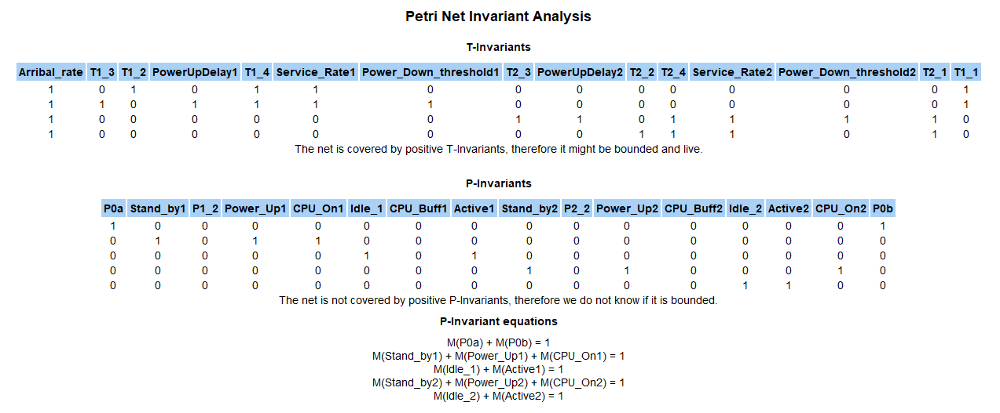 Petri Net Invariant Analysis
T-Invariants
Arribal_rate T1_3 T1_2 PowerUpDelay1 T1_4 Service_Rate1 Power_Down_threshold1 T2_3 PowerUpDelay2 T2_2 T2_4 Service_Rate2 Power_Down_threshold2 T2_1 T1_1
1 0 1 0 1 1 0 0 0 0 0 0 0 0 1
1 1 0 1 1 1 1 0 0 0 0 0 0 0 1
1 0 0 0 0 0 0 1 1 0 1 1 1 1 0
1 0 0 0 0 0 0 0 0 1 1 1 0 1 0
The net is covered by positive T-Invariants, therefore it might be bounded and live.
P-Invariants
P0a Stand_by1 P1_2 Power_Up1 CPU_On1 Idle_1 CPU_Buff1 Active1 Stand_by2 P2_2 Power_Up2 CPU_Buff2 Idle_2 Active2 CPU_On2 P0b
1 0 0 0 0 0 0 0 0 0 0 0 0 0 0 1
0 1 0 1 1 0 0 0 0 0 0 0 0 0 0 0
0 0 0 0 0 1 0 1 0 0 0 0 0 0 0 0
0 0 0 0 0 0 0 0 1 0 1 0 0 0 1 0
0 0 0 0 0 0 0 0 0 0 0 0 1 1 0 0
The net is not covered by positive P-Invariants, therefore we do not know if it is bounded.
P-Invariant equations
M(P0a) + M(P0b) = 1
M(Stand_by1) + M(Power_Up1) + M(CPU_On1) = 1
M(Idle_1) + M(Active1) = 1
M(Stand_by2) + M(Power_Up2) + M(CPU_On2) = 1
M(Idle_2) + M(Active2) = 1